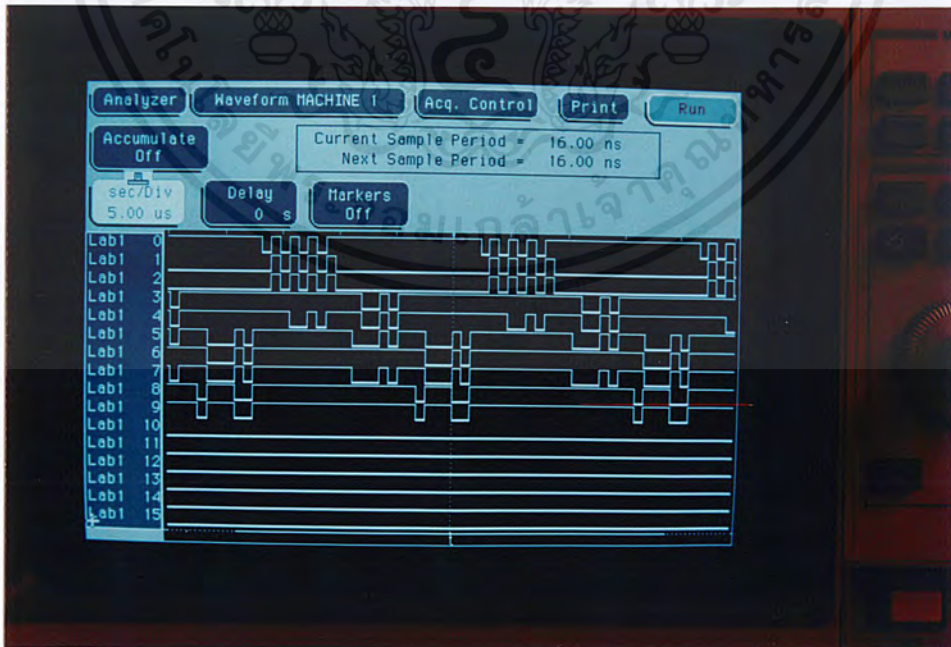 Analyzer
Waveform MACHINE 1
Acq. Control
Print
Run
Accumulate
Off
Current Sample Period = 16.00 ns
Next Sample Period = 16.00 ns
sec/Div
5.00 us
Delay
0 s
Markers
Off
Lab1 0
Lab1 1
Lab1 2
Lab1 3
Lab1 4
Lab1 5
Lab1 6
Lab1 7
Lab1 8
Lab1 9
Lab1 10
Lab1 11
Lab1 12
Lab1 13
Lab1 14
Lab1 15